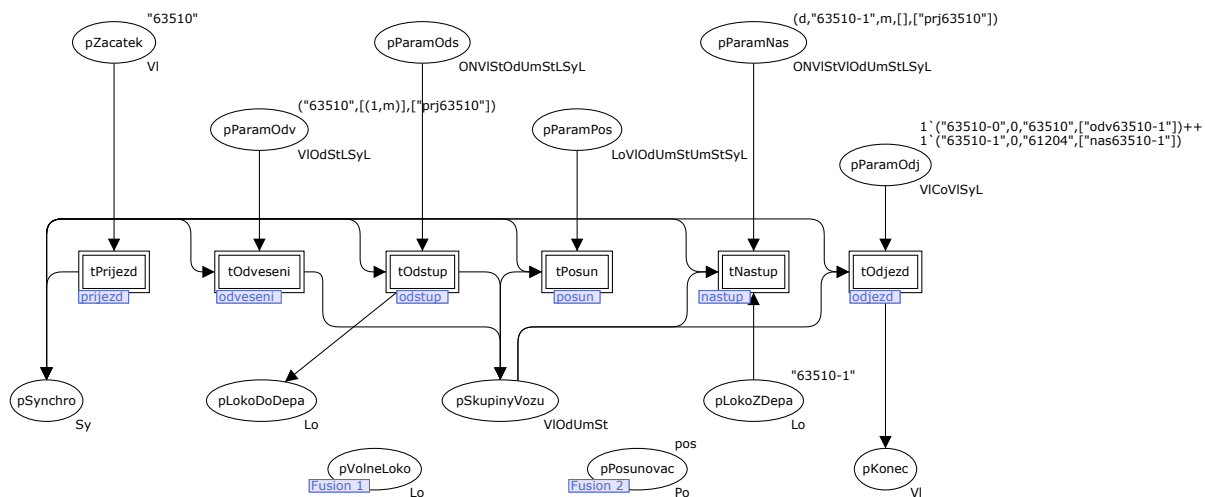 "63510"
pZacatek
Vl
pParamOds
ONVlStOdUmStLSyL
(d,"63510-1",m,[],["prj63510"])
pParamNas
ONVlStVlOdUmStLSyL
("63510",[(1,m)],["prj63510"])
pParamOdv
VlOdStLSyL
pParamPos
LoVlOdUmStUmStSyL
1`("63510-0",0,"63510",["odv63510-1"])++
1`("63510-1",0,"61204",["nas63510-1"])
pParamOdj
VlCoVlSyL
tPrijezd
prijezd
tOdveseni
odveseni
tOdstup
odstup
tPosun
posun
tNastup
nastup
tOdjezd
odjezd
pSynchro
Sy
pLokoDoDepa
Lo
pSkupinyVozu
VlOdUmSt
"63510-1"
pLokoZDepa
Lo
pVolneLoko
Fusion 1
Lo
pos
pPosunovac
Fusion 2
Po
pKonec
Vl